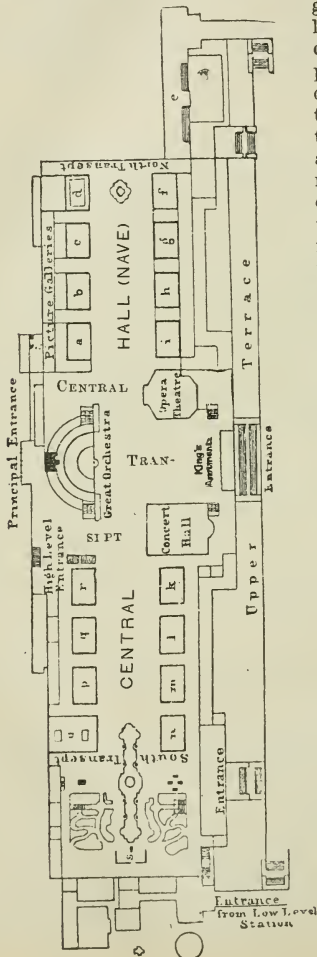 North Transept
d
f
e
c
g
Picture Galleries
HALL (NAVE)
b
h
a
i
Terrace
CENTRAL
Opera
Theatre
Principal Entrance
Great Orchestra
TRAN-
King's
Apartments
Entrance
SIPT
Concert
Hall
High Level
Entrance
r
k
Upper
q
l
CENTRAL
p
m
n
South
Transept
Entrance
s
Entrance
from Low Level
Station